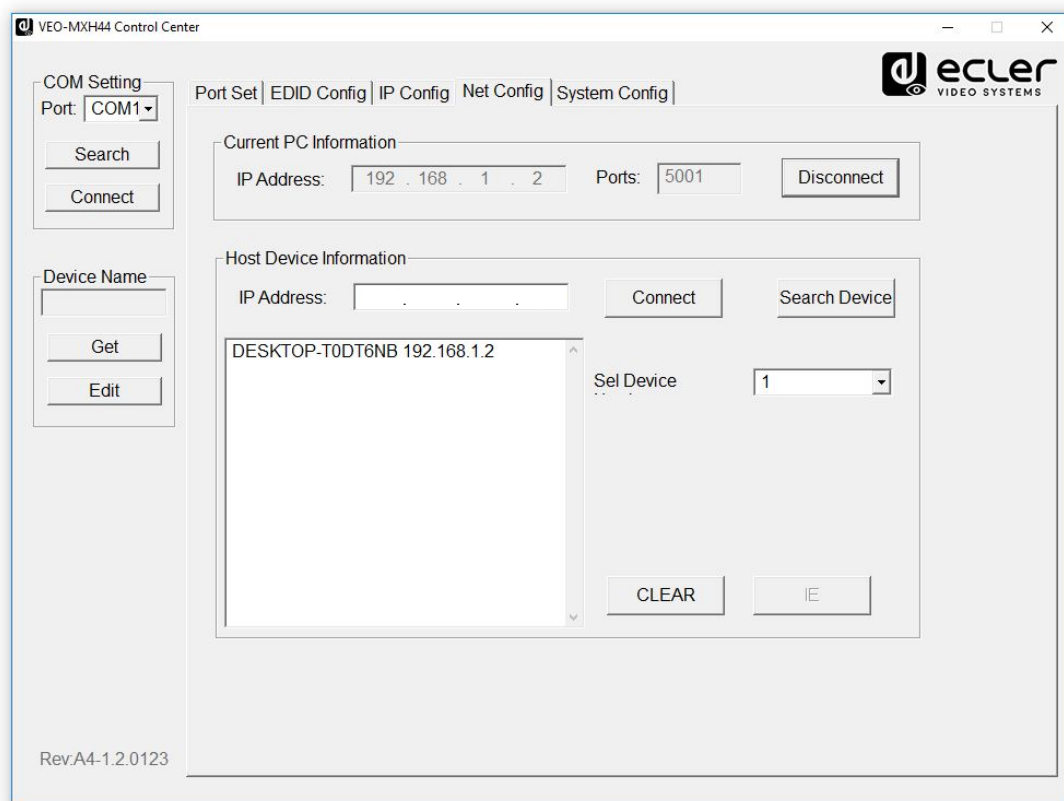 VEO-MXH44 Control Center
ecler
VIDEO SYSTEMS
COM Setting
Port: COM1
Search
Connect
Device Name
Get
Edit
Rev:A4-1.2.0123
Port Set EDID Config IP Config Net Config System Config
Current PC Information
IP Address: 192 . 168 . 1 . 2 Ports: 5001 Disconnect
Host Device Information
IP Address: . . . Connect Search Device
DESKTOP-T0DT6NB 192.168.1.2
Sel Device 1
CLEAR IE